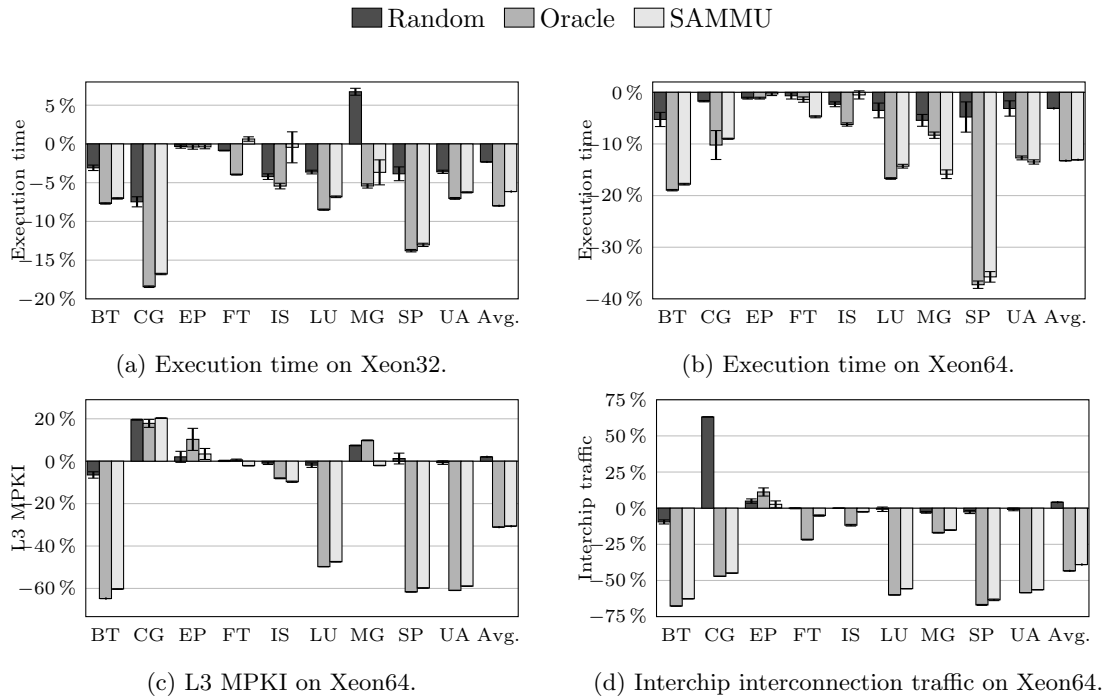 Random Oracle SAMMU
Execution time
5 %
0 %
−5 %
−10 %
−15 %
−20 %
BT CG EP FT IS LU MG SP UA Avg.
(a) Execution time on Xeon32.
Execution time
0 %
−10 %
−20 %
−30 %
−40 %
BT CG EP FT IS LU MG SP UA Avg.
(b) Execution time on Xeon64.
L3 MPKI
20 %
0 %
−20 %
−40 %
−60 %
BT CG EP FT IS LU MG SP UA Avg.
(c) L3 MPKI on Xeon64.
Interchip traffic
75 %
50 %
25 %
0 %
−25 %
−50 %
−75 %
BT CG EP FT IS LU MG SP UA Avg.
(d) Interchip interconnection traffic on Xeon64.